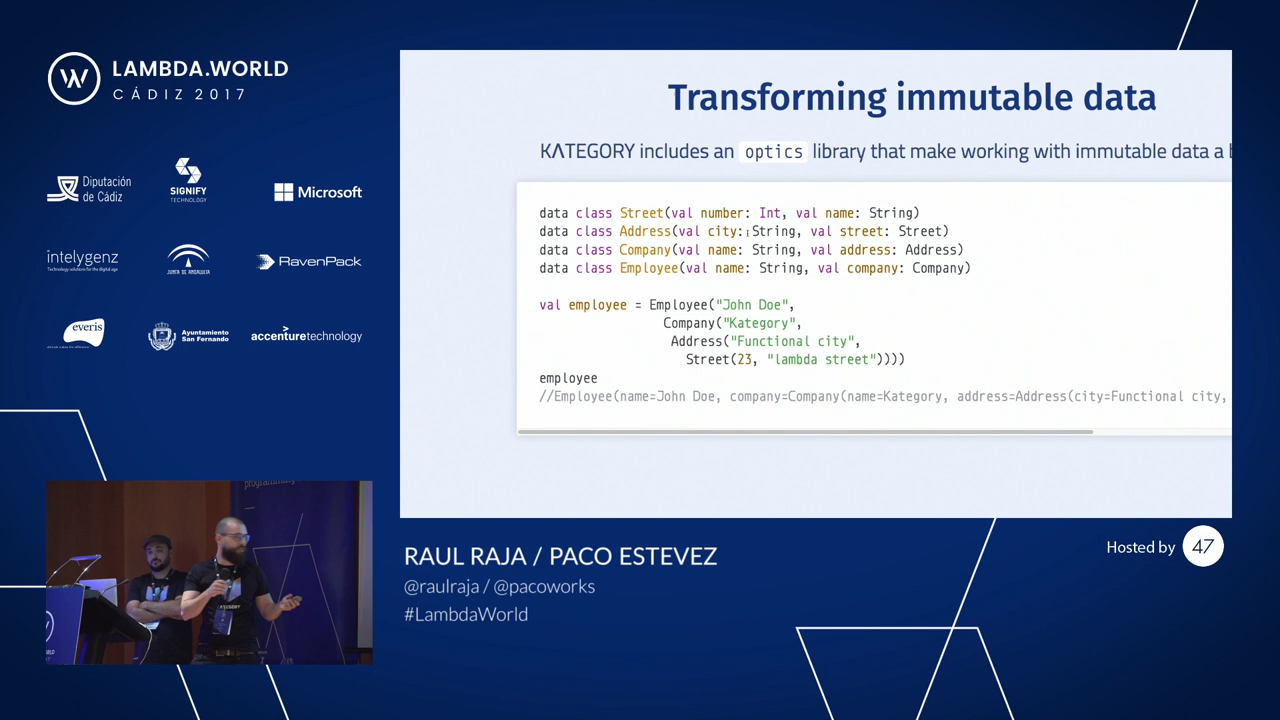 LAMBDA.WORLD
CÁDIZ 2017
Diputación
de Cádiz
SIGNIFY
TECHNOLOGY
Microsoft
intelygenz
Technology solutions for the digital age
JUNTA DE ANDALUCIA
RavenPack
everis
Ayuntamiento
San Fernando
accenturetechnology
Transforming immutable data
KΛTEGORY includes an optics library that make working with immutable data a b
data class Street(val number: Int, val name: String)
data class Address(val city: String, val street: Street)
data class Company(val name: String, val address: Address)
data class Employee(val name: String, val company: Company)
val employee = Employee("John Doe",
Company("Kategory",
Address("Functional city",
Street(23, "lambda street"))))
employee
//Employee(name=John Doe, company=Company(name=Kategory, address=Address(city=Functional city,
programming
KATEGORY
RAUL RAJA / PACO ESTEVEZ
@raulraja / @pacoworks
#LambdaWorld
Hosted by 47